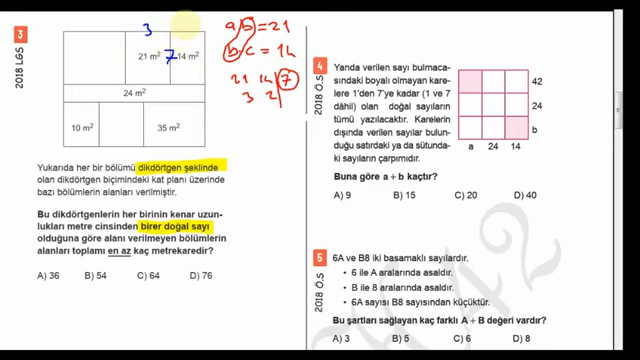 3
2018 LGS
21 m²
14 m²
24 m²
10 m²
35 m²
3
7
a b = 21
b c = 14
21 14 7
3 2
Yukarıda her bir bölümü dikdörtgen şeklinde
olan dikdörtgen biçimindeki kat planı üzerinde
bazı bölümlerin alanları verilmiştir.
Bu dikdörtgenlerin her birinin kenar uzun-
lukları metre cinsinden birer doğal sayı
olduğuna göre alanı verilmeyen bölümlerin
alanları toplamı en az kaç metrekaredir?
A) 36 B) 54 C) 64 D) 76
4
2018 Ö.S
Yanda verilen sayı bulmaca-
sındaki boyalı olmayan kare-
lere 1'den 7'ye kadar (1 ve 7
dâhil) olan doğal sayıların
tümü yazılacaktır. Karelerin
dışında verilen sayılar bulun-
duğu satırdaki ya da sütunda-
ki sayıların çarpımıdır.
42
24
b
a 24 14
Buna göre a + b kaçtır?
A) 9 B) 15 C) 20 D) 40
5
2018 Ö.S
6A ve B8 iki basamaklı sayılardır.
• 6 ile A aralarında asaldır.
• B ile 8 aralarında asaldır.
• 6A sayısı B8 sayısından küçüktür.
Bu şartları sağlayan kaç farklı A + B değeri vardır?
A) 3 B) 5 C) 6 D) 8